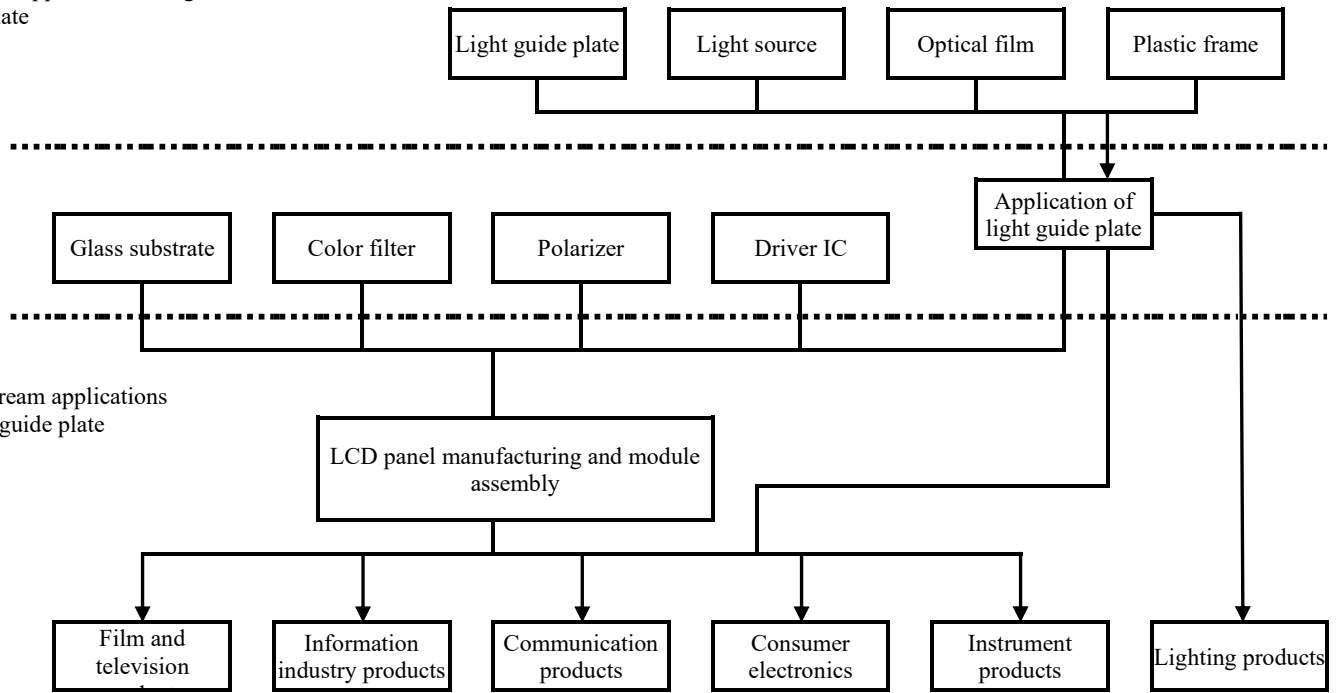 Light guide plate
Light source
Optical film
Plastic frame
Application of
light guide plate
Glass substrate
Color filter
Polarizer
Driver IC
applications
guide plate
LCD panel manufacturing and module
assembly
Film and
television
Information
industry products
Communication
products
Consumer
electronics
Instrument
products
Lighting products